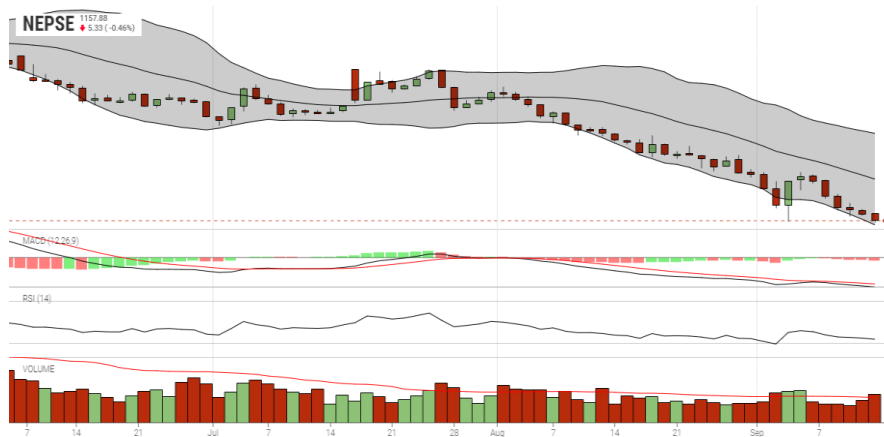 NEPSE 1157.88
5.33 ( -0.46%)
MACD (12,26,9)
RSI (14)
VOLUME
7 14 21 Jul 7 14 21 28 Aug 7 14 21 Sep 7